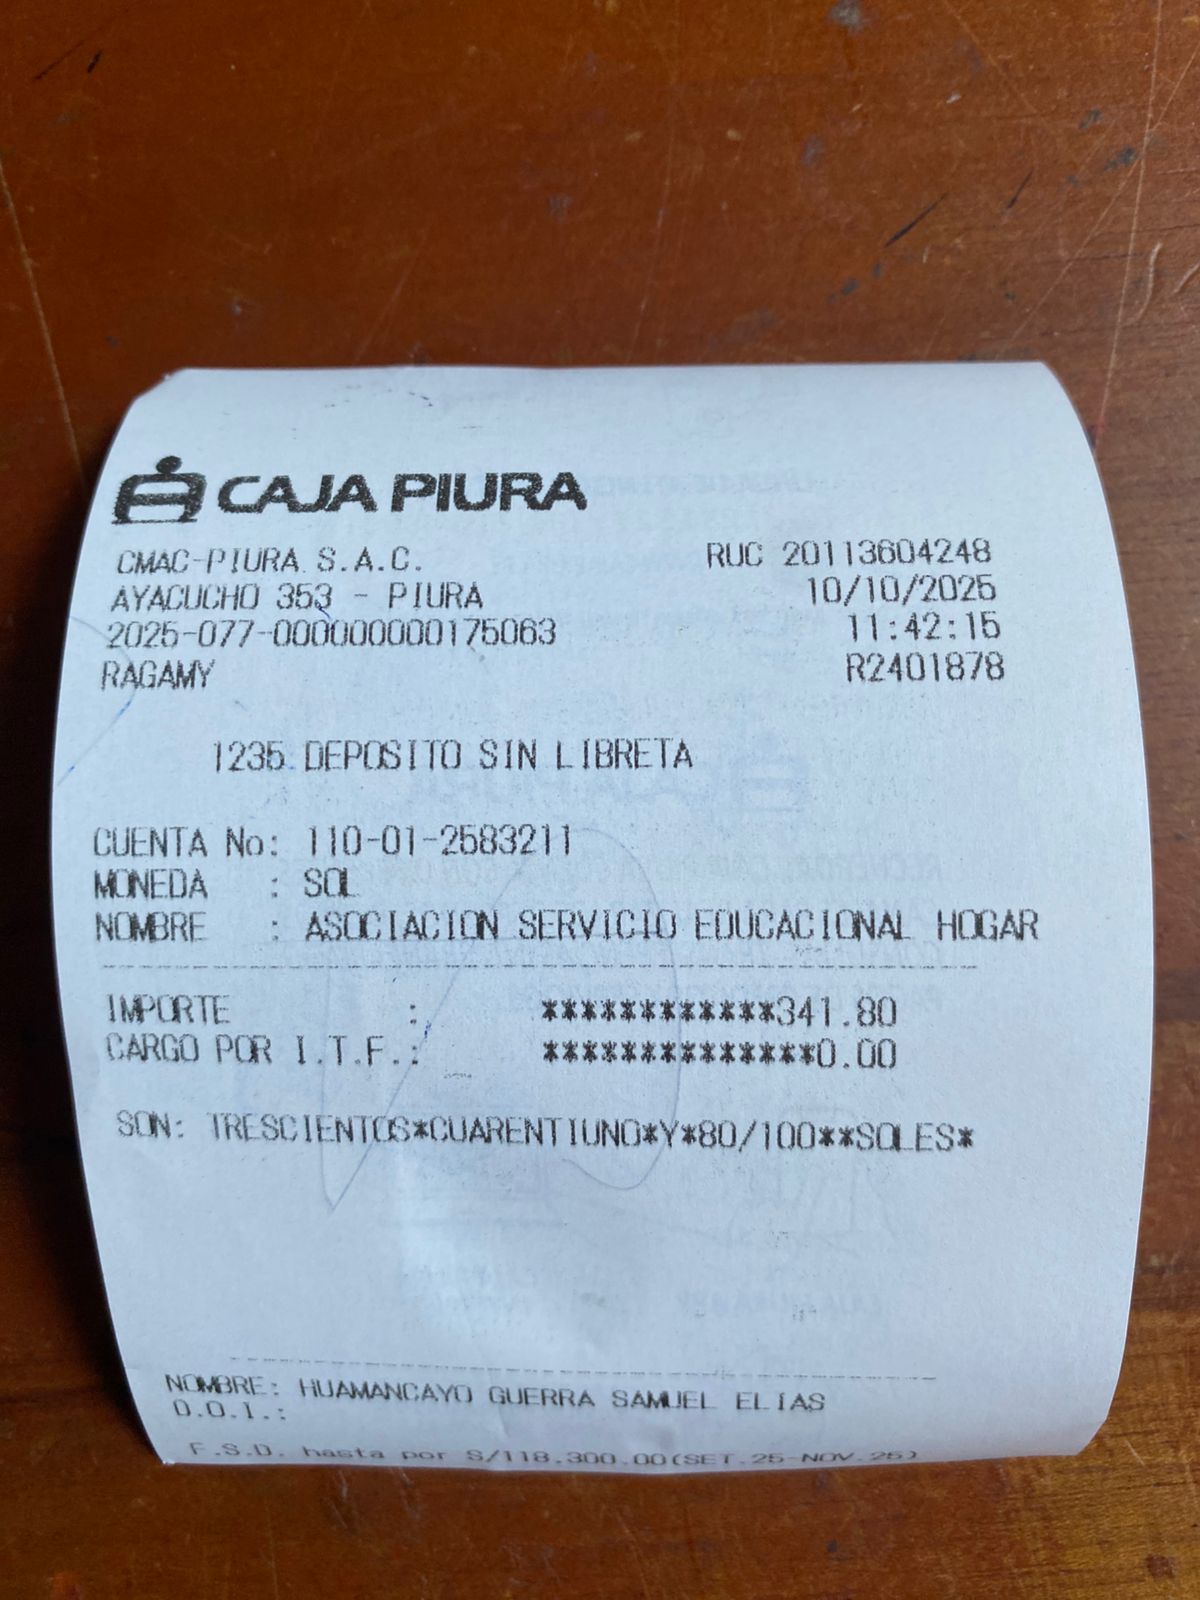 CAJA PIURA
CMAC-PIURA S.A.C. RUC 20113604248
AYACUCHO 353 - PIURA 10/10/2025
2025-077-000000000175063 11:42:15
RAGAMY R2401878
1235 DEPOSITO SIN LIBRETA
CUENTA No: 110-01-2583211
MONEDA : SOL
NOMBRE : ASOCIACION SERVICIO EDUCACIONAL HOGAR
IMPORTE : ************341.80
CARGO POR I.T.F.: **************0.00
SON: TRESCIENTOS*CUARENTIUNO*Y*80/100**SOLES*
NOMBRE: HUAMANCAYO GUERRA SAMUEL ELIAS
D.O.I.:
F.S.D. hasta por S/118,300.00(SET.25-NOV.25)